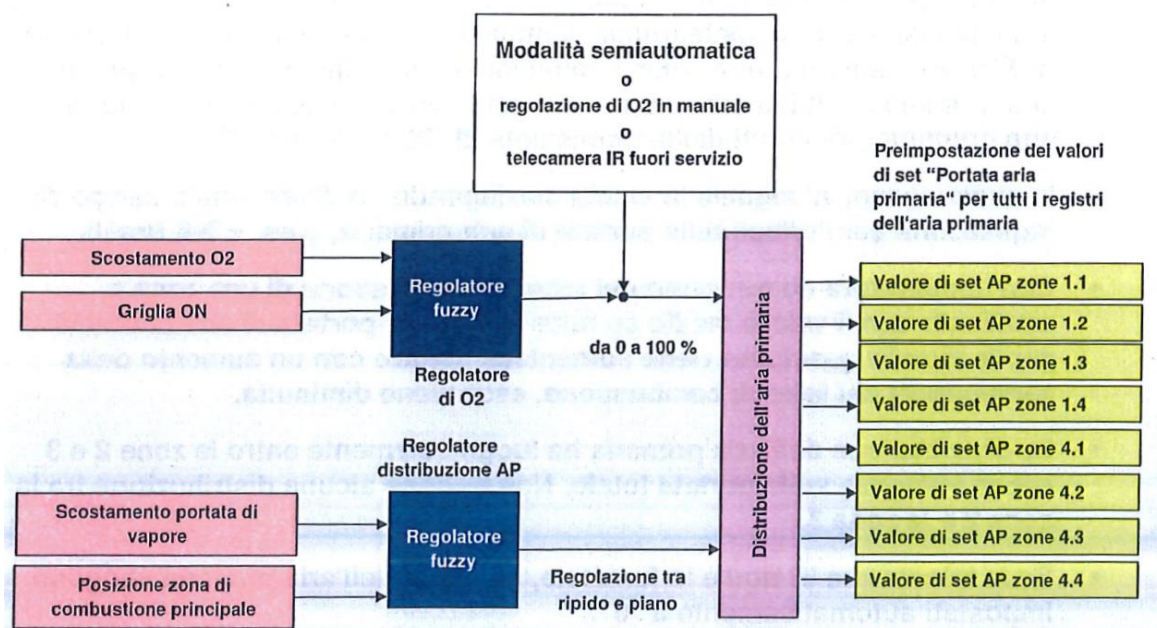 Modalità semiautomatica
o
regolazione di O2 in manuale
o
telecamera IR fuori servizio
Preimpostazione dei valori
di set "Portata aria
primaria" per tutti i registri
dell'aria primaria
Scostamento O2
Griglia ON
Regolatore
fuzzy
Regolatore
di O2
da 0 a 100 %
Regolatore
distribuzione AP
Scostamento portata di
vapore
Posizione zona di
combustione principale
Regolatore
fuzzy
Regolazione tra
ripido e piano
Distribuzione dell'aria primaria
Valore di set AP zone 1.1
Valore di set AP zone 1.2
Valore di set AP zone 1.3
Valore di set AP zone 1.4
Valore di set AP zone 4.1
Valore di set AP zone 4.2
Valore di set AP zone 4.3
Valore di set AP zone 4.4